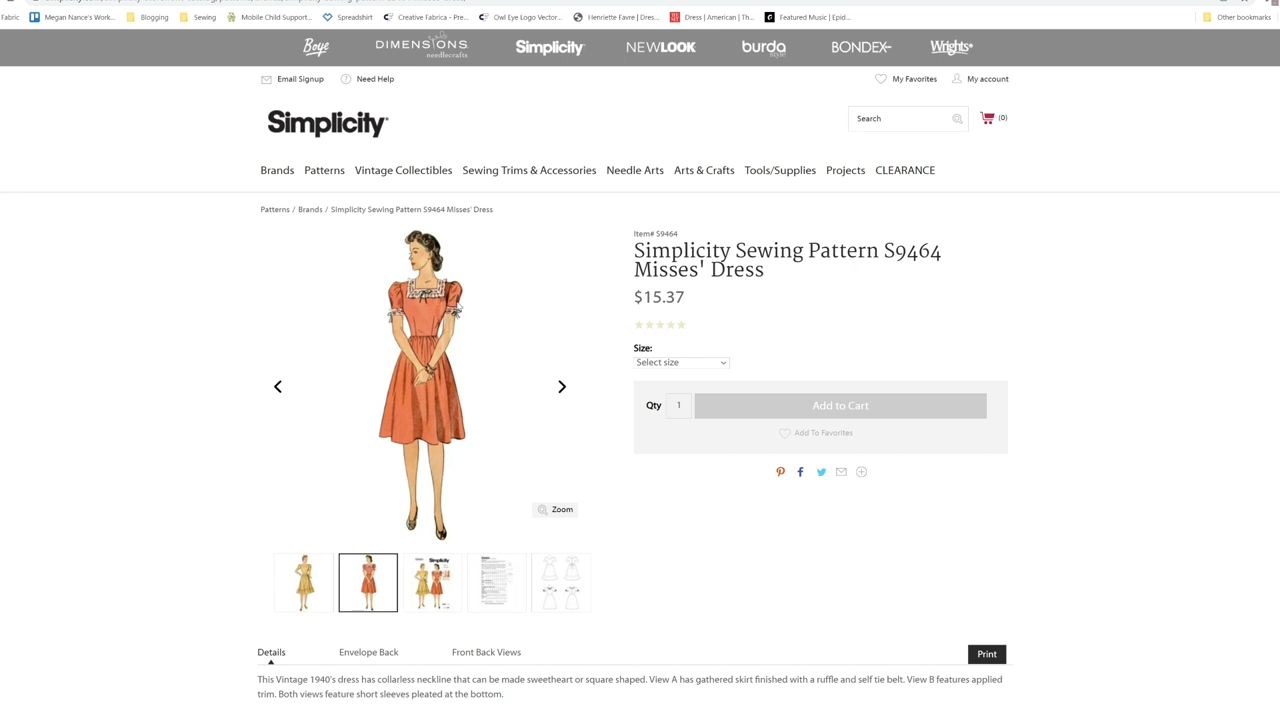 Fabric
Megan Nance's Work...
Blogging
Sewing
Mobile Child Support...
Spreadshirt
Creative Fabrica - Pre...
Owl Eye Logo Vector...
Henriette Favre | Dres...
Dress | American | Th...
Featured Music | Epid...
Other bookmarks
Boye
DIMENSIONS
needlecrafts
Simplicity
NEWLOOK
burda
style
BONDEX
Wrights
Email Signup
Need Help
My Favorites
My account
Simplicity
Search
(0)
Brands
Patterns
Vintage Collectibles
Sewing Trims & Accessories
Needle Arts
Arts & Crafts
Tools/Supplies
Projects
CLEARANCE
Patterns / Brands / Simplicity Sewing Pattern S9464 Misses' Dress
Item# S9464
Simplicity Sewing Pattern S9464
Misses' Dress
$15.37
Size:
Select size
Qty
1
Add to Cart
Add To Favorites
Zoom
Simplicity
Details
Envelope Back
Front Back Views
Print
This Vintage 1940's dress has collarless neckline that can be made sweetheart or square shaped. View A has gathered skirt finished with a ruffle and self tie belt. View B features applied
trim. Both views feature short sleeves pleated at the bottom.